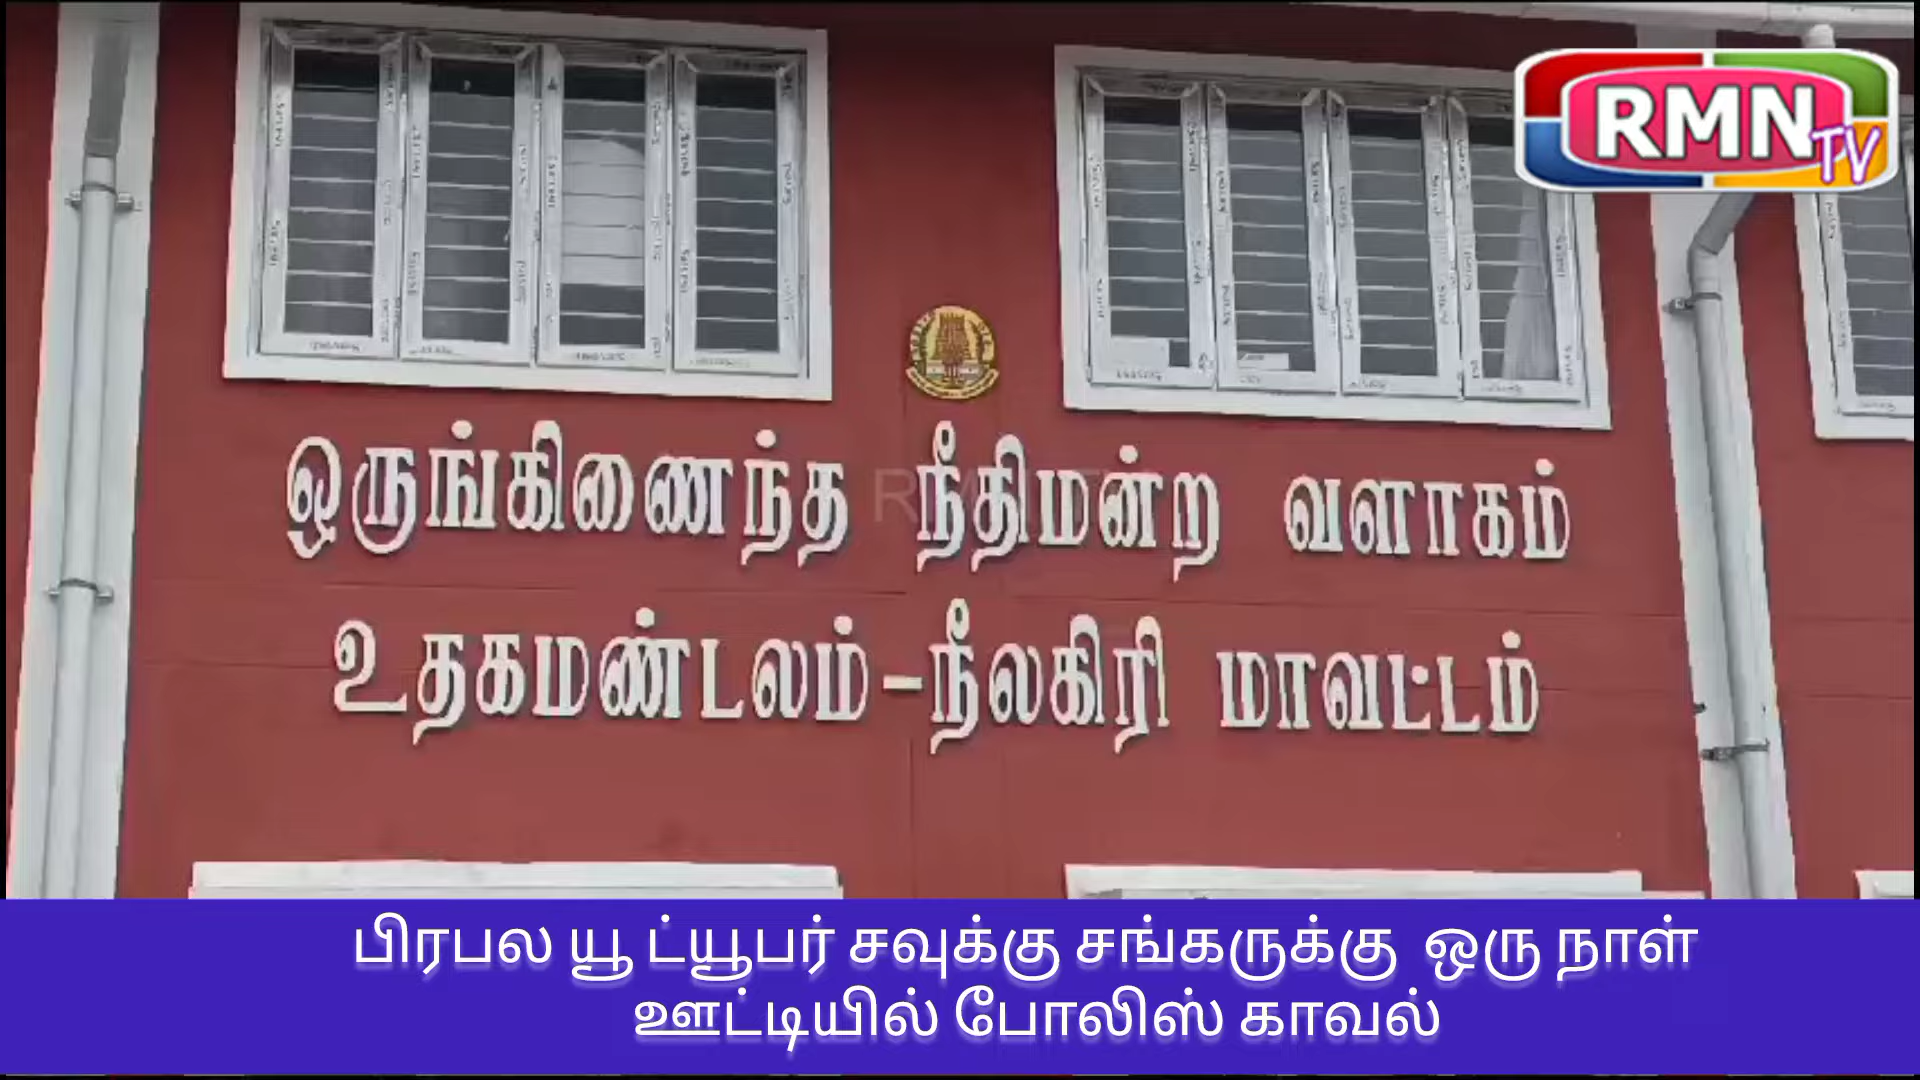 RMN
TV
ஒருங்கிணைந்த நீதிமன்ற வளாகம்
உதகமண்டலம்-நீலகிரி மாவட்டம்
பிரபல யூ ட்யூபர் சவுக்கு சங்கருக்கு ஒரு நாள்
ஊட்டியில் போலிஸ் காவல்